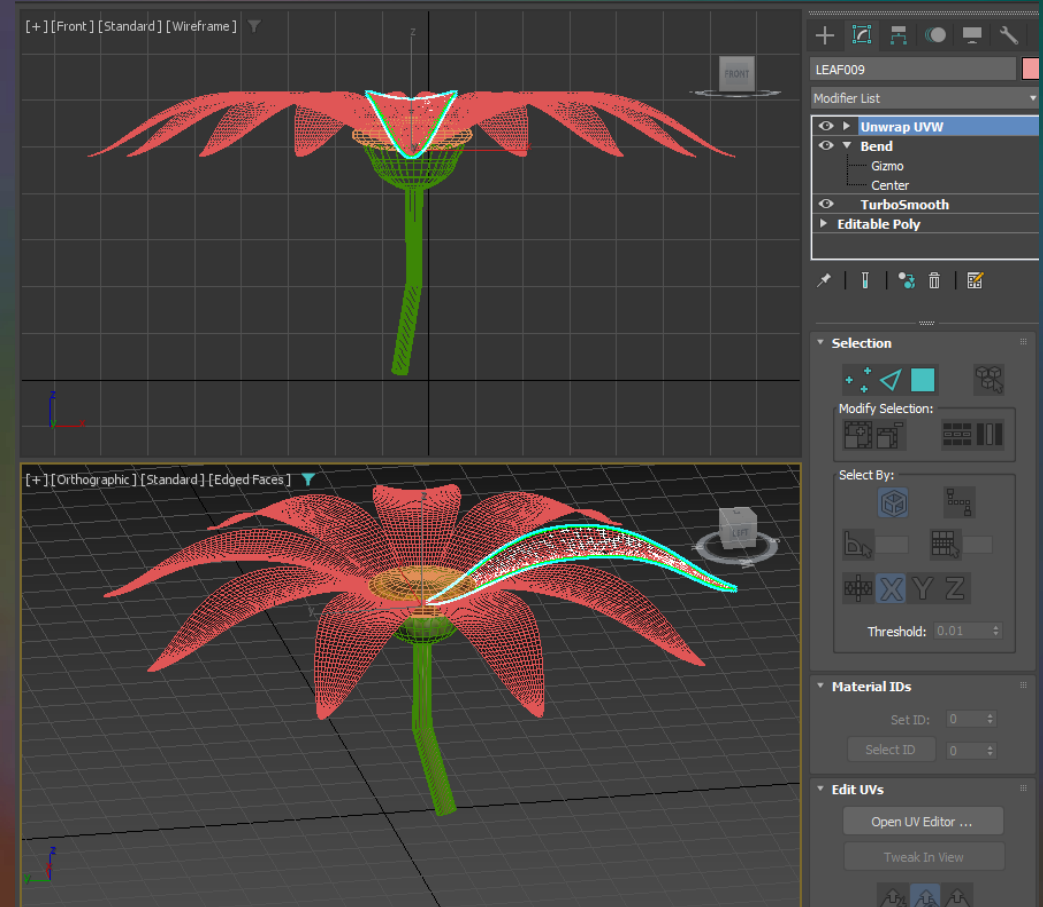 [+] [Front] [Standard] [Wireframe]
Z
FRONT
z
x
[+] [Orthographic] [Standard] [Edged Faces]
LEFT
z
y
LEAF009
Modifier List
Unwrap UVW
Bend
Gizmo
Center
TurboSmooth
Editable Poly
Selection
Modify Selection:
Select By:
X Y Z
Threshold: 0.01
Material IDs
Set ID: 0
Select ID 0
Edit UVs
Open UV Editor ...
Tweak In View